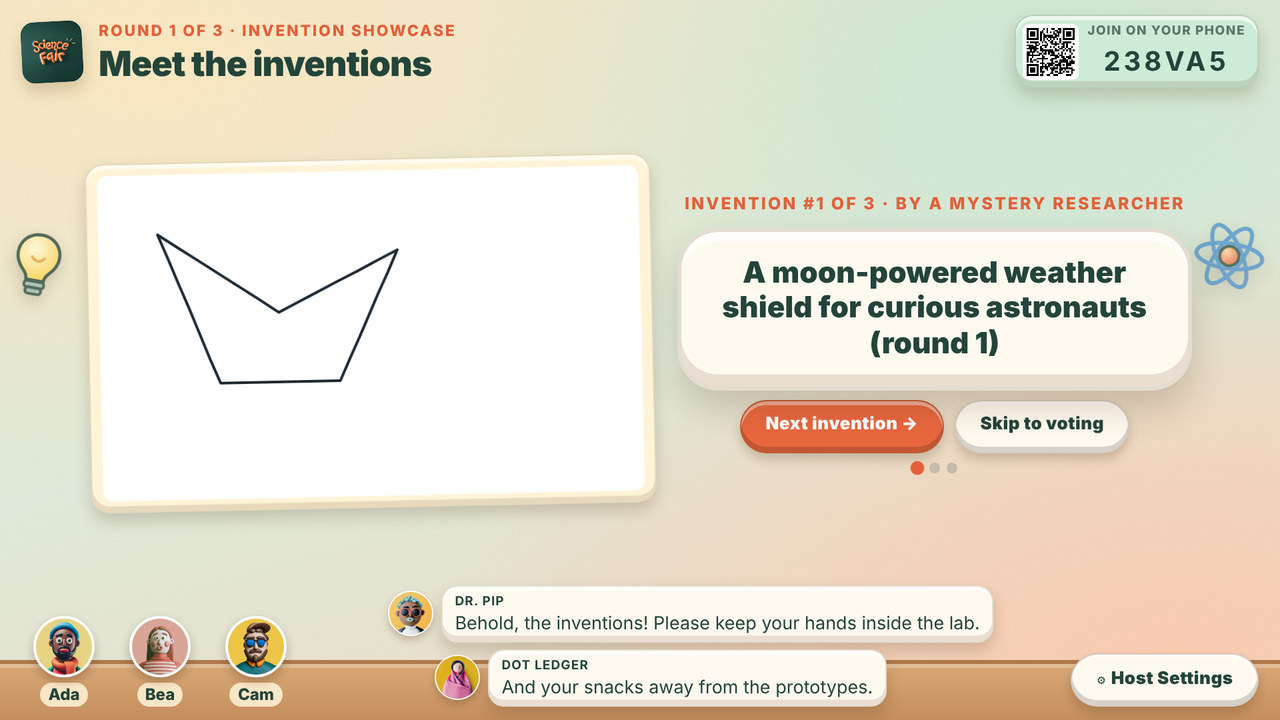 Science Fair
ROUND 1 OF 3 · INVENTION SHOWCASE
Meet the inventions
JOIN ON YOUR PHONE
238VA5
INVENTION #1 OF 3 · BY A MYSTERY RESEARCHER
A moon-powered weather
shield for curious astronauts
(round 1)
Next invention →
Skip to voting
DR. PIP
Behold, the inventions! Please keep your hands inside the lab.
DOT LEDGER
And your snacks away from the prototypes.
Ada
Bea
Cam
⚙ Host Settings